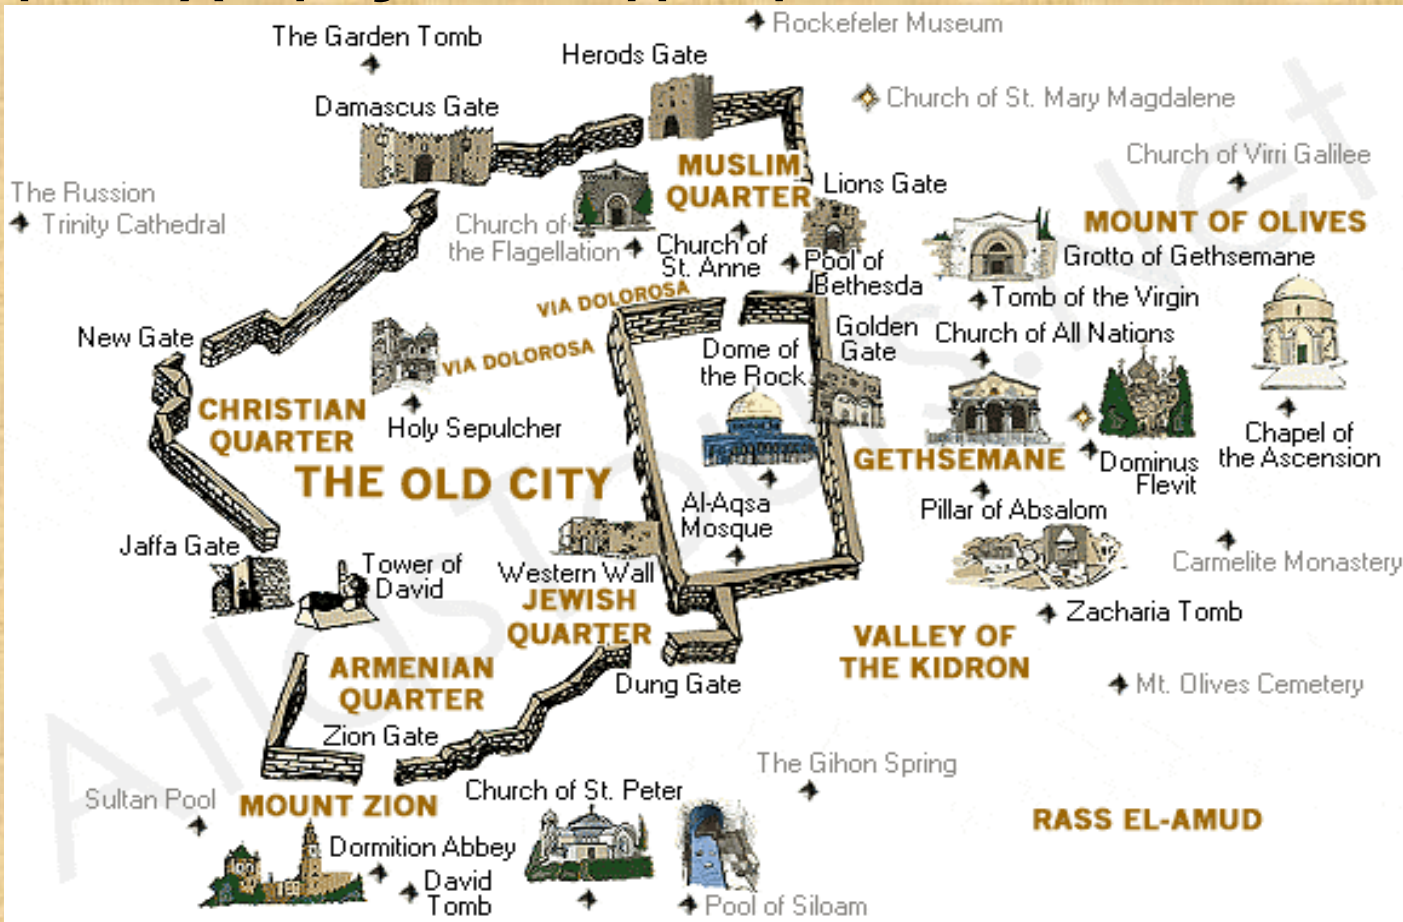 Rockefeler Museum
The Garden Tomb
Herods Gate
Damascus Gate
Church of St. Mary Magdalene
Church of Virri Galilee
MUSLIM
QUARTER
Lions Gate
The Russion
Trinity Cathedral
Church of
the Flagellation
MOUNT OF OLIVES
Church of
St. Anne
Pool of
Bethesda
Grotto of Gethsemane
Tomb of the Virgin
VIA DOLOROSA
New Gate
Golden
Gate
Church of All Nations
VIA DOLOROSA
Dome of
the Rock
CHRISTIAN
QUARTER
Holy Sepulcher
THE OLD CITY
GETHSEMANE
Dominus
Flevit
Chapel of
the Ascension
Al-Aqsa
Mosque
Pillar of Absalom
Jaffa Gate
Tower of
David
Western Wall
Carmelite Monastery
JEWISH
QUARTER
Zacharia Tomb
VALLEY OF
THE KIDRON
ARMENIAN
QUARTER
Dung Gate
Mt. Olives Cemetery
Zion Gate
The Gihon Spring
Sultan Pool
MOUNT ZION
Church of St. Peter
RASS EL-AMUD
Dormition Abbey
David
Tomb
Pool of Siloam
AtlasTours.Net